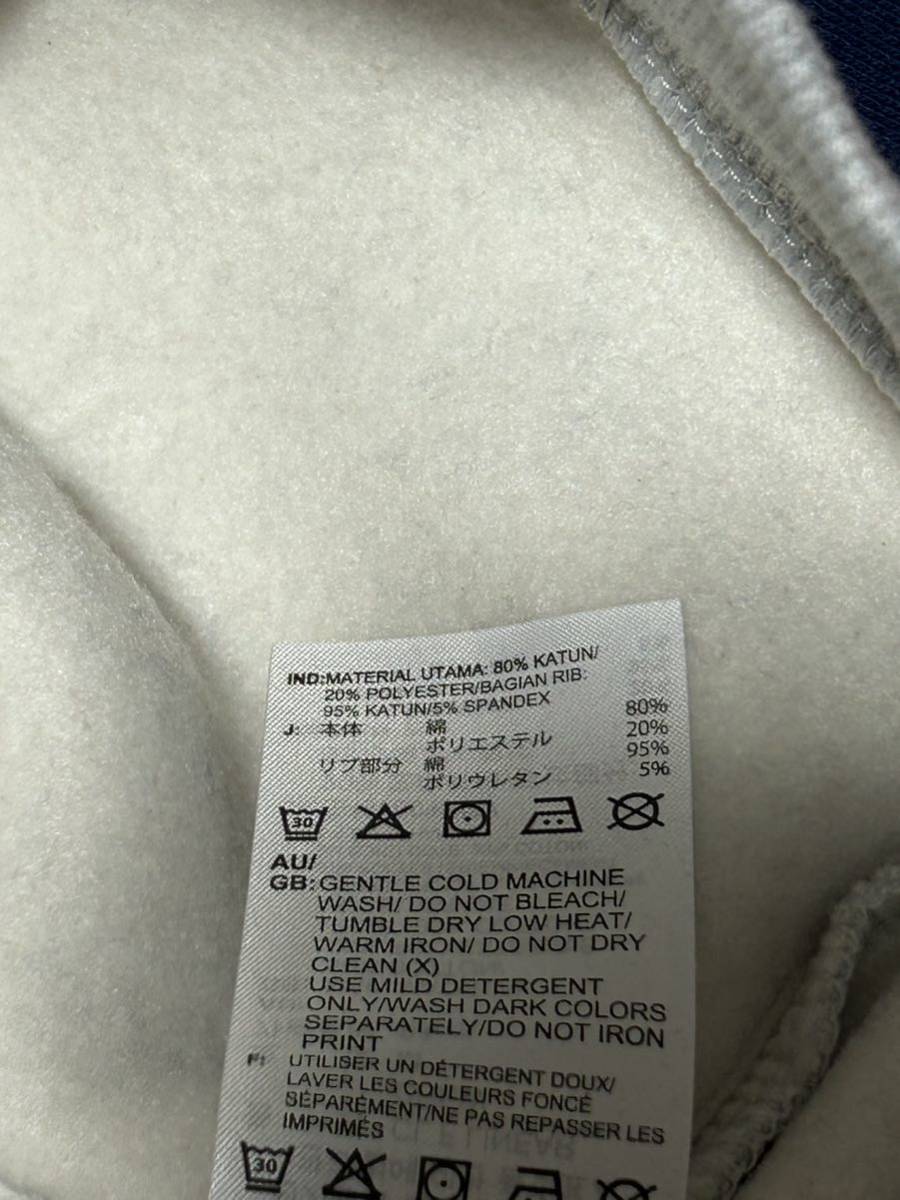 IND:MATERIAL UTAMA: 80% KATUN/
20% POLYESTER/BAGIAN RIB:
95% KATUN/5% SPANDEX
J: 本体 綿 80%
ポリエステル 20%
リブ部分 綿 95%
ポリウレタン 5%
30
AU/
GB:GENTLE COLD MACHINE
WASH/ DO NOT BLEACH/
TUMBLE DRY LOW HEAT/
WARM IRON/ DO NOT DRY
CLEAN (X)
USE MILD DETERGENT
ONLY/WASH DARK COLORS
SEPARATELY/DO NOT IRON
PRINT
F: UTILISER UN DÉTERGENT DOUX/
LAVER LES COULEURS FONCÉ
SÉPARÉMENT/NE PAS REPASSER LES
IMPRIMÉS
30